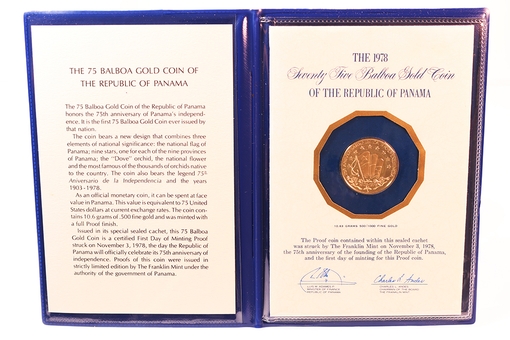 THE 75 BALBOA GOLD COIN OF
THE REPUBLIC OF PANAMA
The 75 Balboa Gold Coin of the Republic of Panama
honors the 75th anniversary of Panama's independ-
ence. It is the first 75 Balboa Gold Coin ever issued by
that nation.
The coin bears a new design that combines three
elements of national significance: the national flag of
Panama; nine stars, one for each of the nine provinces
of Panama; the "Dove" orchid, the national flower
and the most famous of the thousands of orchids native
to the country. The coin also bears the legend 75º
Aniversario de la Independencia and the years
1903-1978.
As an official monetary coin, it can be spent at face
value in Panama. This value is equivalent to 75 United
States dollars at current exchange rates. The coin con-
tains 10.6 grams of .500 fine gold and was minted with
a full Proof finish.
Issued in its special sealed cachet, this 75 Balboa
Gold Coin is a certified First Day of Minting Proof
struck on November 3, 1978, the day the Republic of
Panama will officially celebrate its 75th anniversary of
independence. Proofs of this coin were issued in
strictly limited edition by The Franklin Mint under the
authority of the government of Panama.
THE 1978
Seventy Five Balboa Gold Coin
OF THE REPUBLIC OF PANAMA
The Proof coin contained within this sealed cachet
was struck by The Franklin Mint on November 3, 1978,
the 75th anniversary of the founding of the Republic of Panama,
and the first day of minting for this Proof coin.